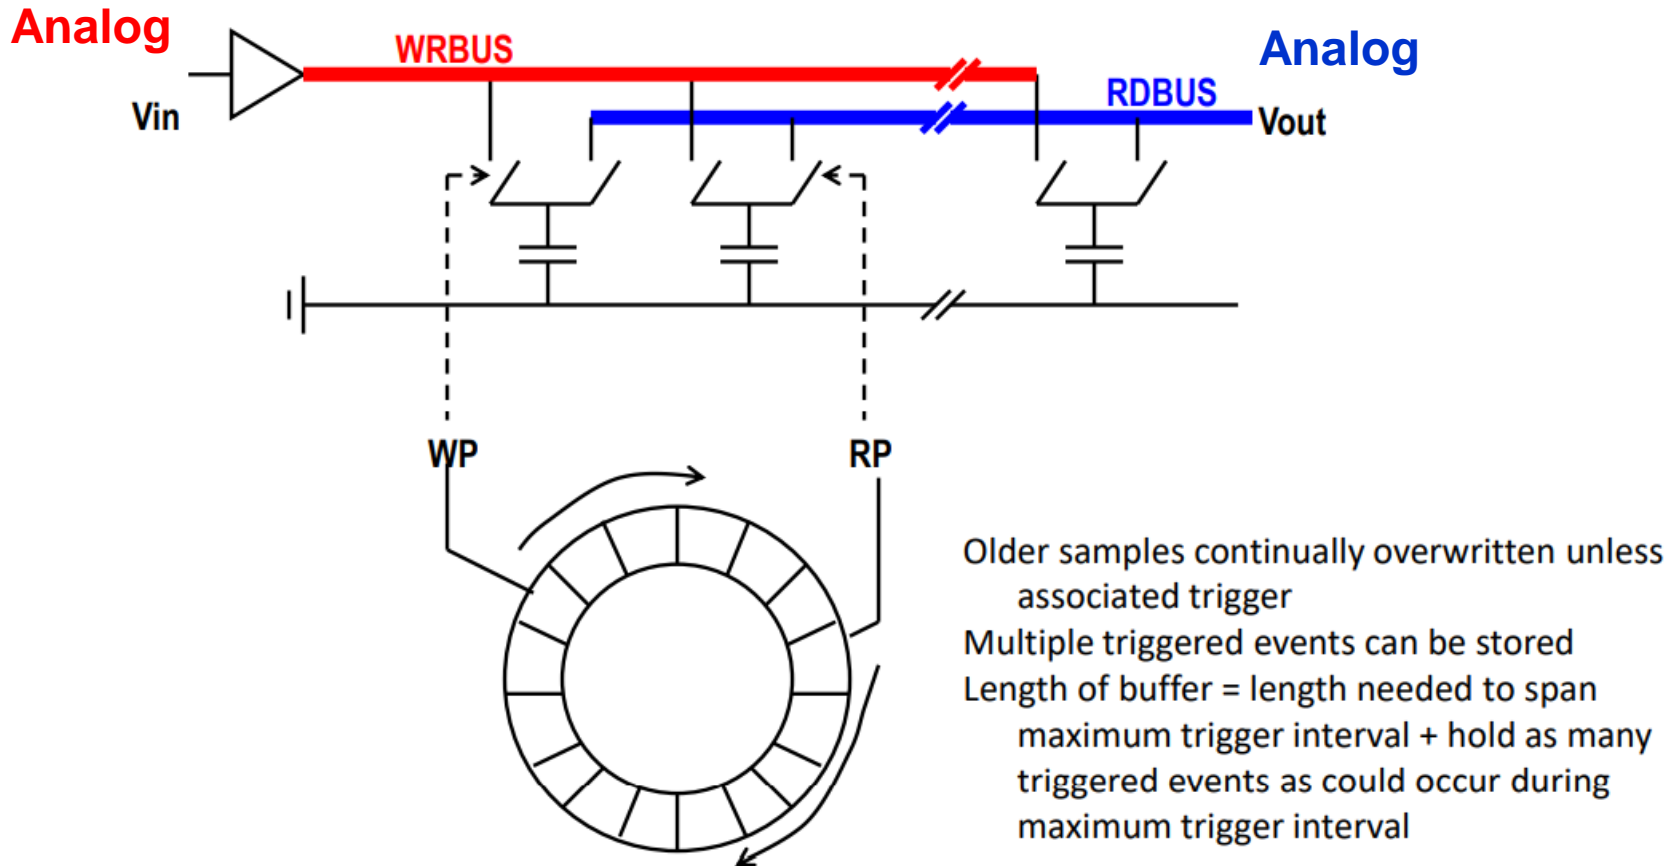 Analog
WRBUS
Analog
RDBUS
Vin
Vout
WP
RP
Older samples continually overwritten unless
associated trigger
Multiple triggered events can be stored
Length of buffer = length needed to span
maximum trigger interval + hold as many
triggered events as could occur during
maximum trigger interval